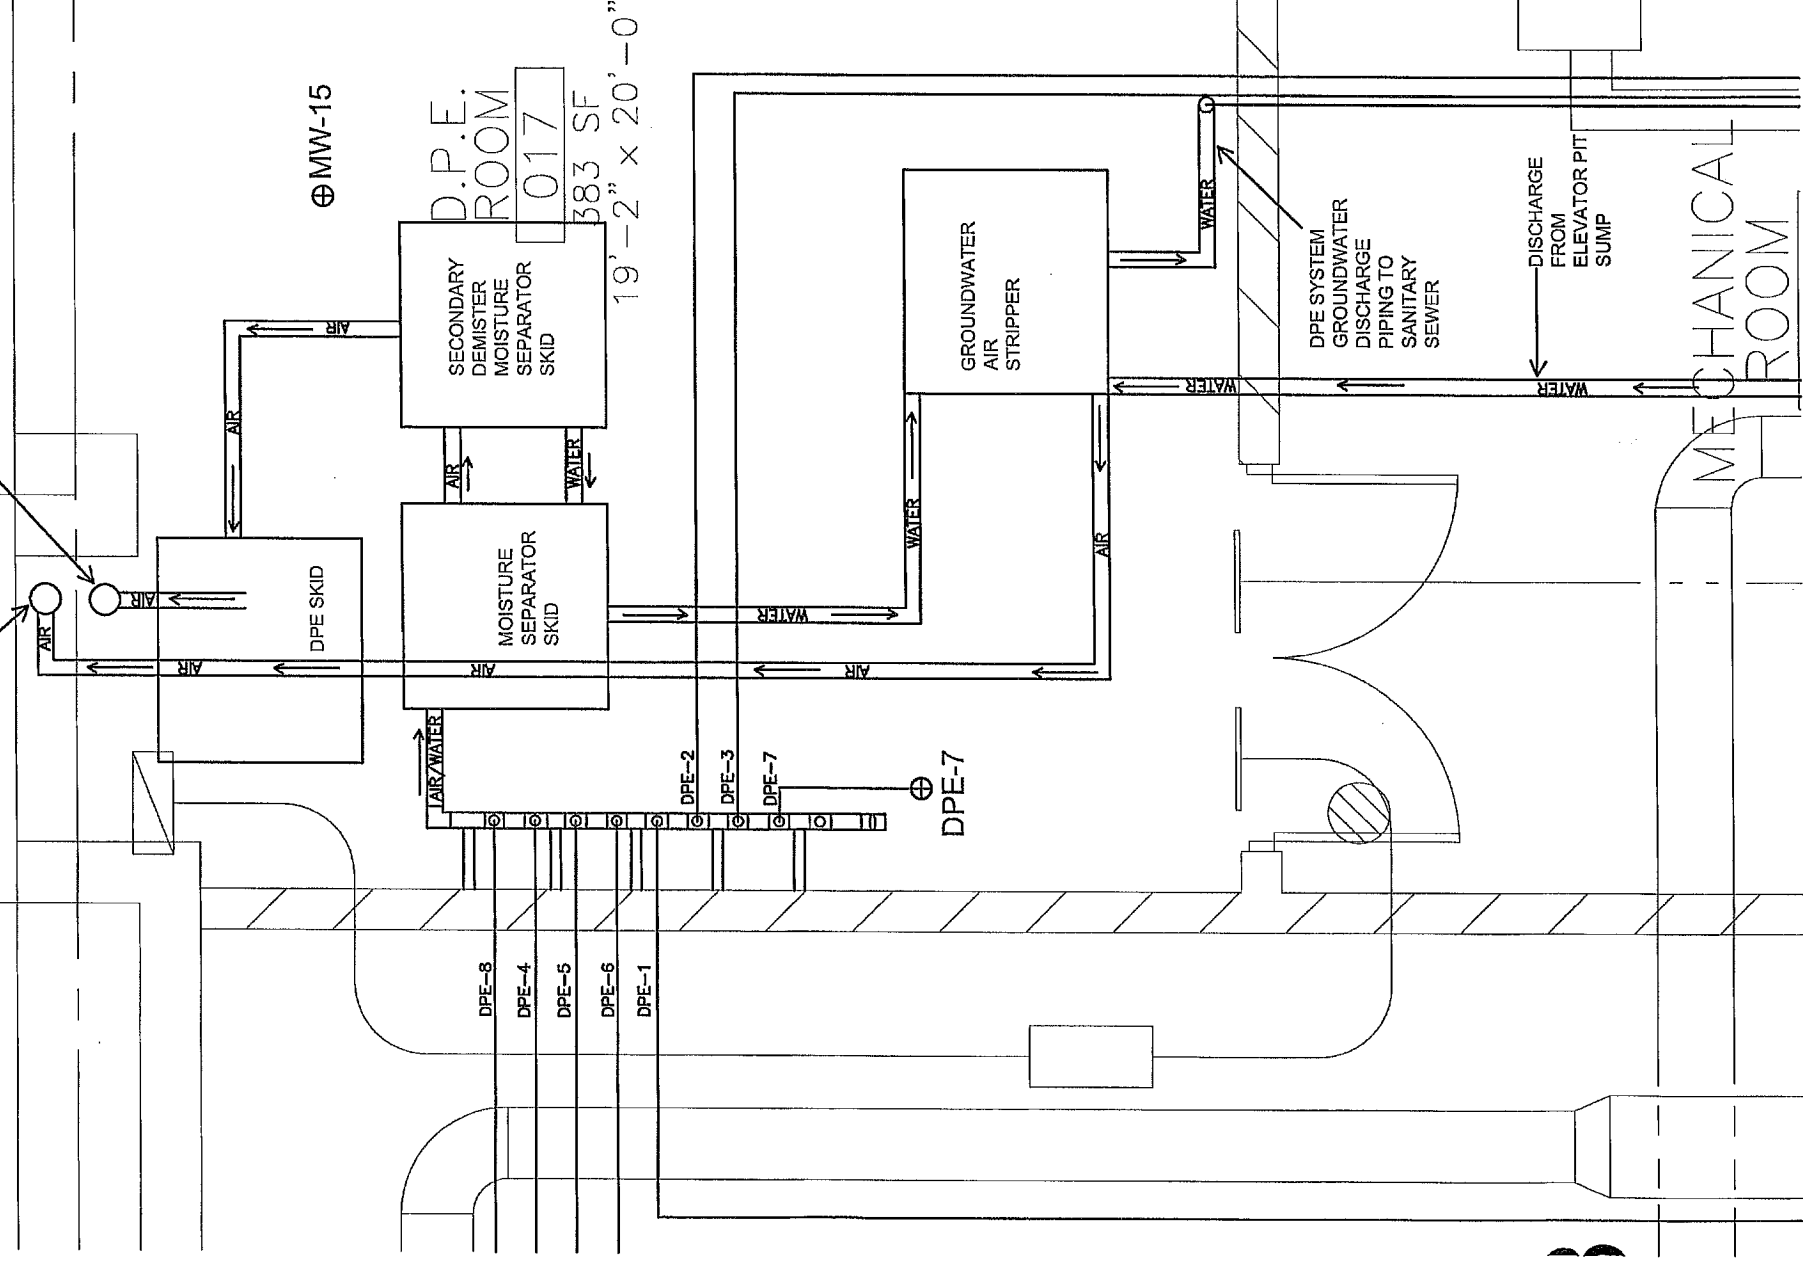 ⊕MW-15
D.P.E.
ROOM
017
383 SF
19'-2" x 20'-0"
SECONDARY
DEMISTER
MOISTURE
SEPARATOR
SKID
AIR
AIR
AIR
WATER
DPE SKID
AIR
AIR
AIR
MOISTURE
SEPARATOR
SKID
AIR
AIR
AIR
AIR/WATER
WATER
WATER
GROUNDWATER
AIR
STRIPPER
WATER
WATER
WATER
DPE SYSTEM
GROUNDWATER
DISCHARGE
PIPING TO
SANITARY
SEWER
DISCHARGE
FROM
ELEVATOR PIT
SUMP
MECHANICAL
ROOM
DPE-2
DPE-3
DPE-7
DPE-7
DPE-8
DPE-4
DPE-5
DPE-6
DPE-1